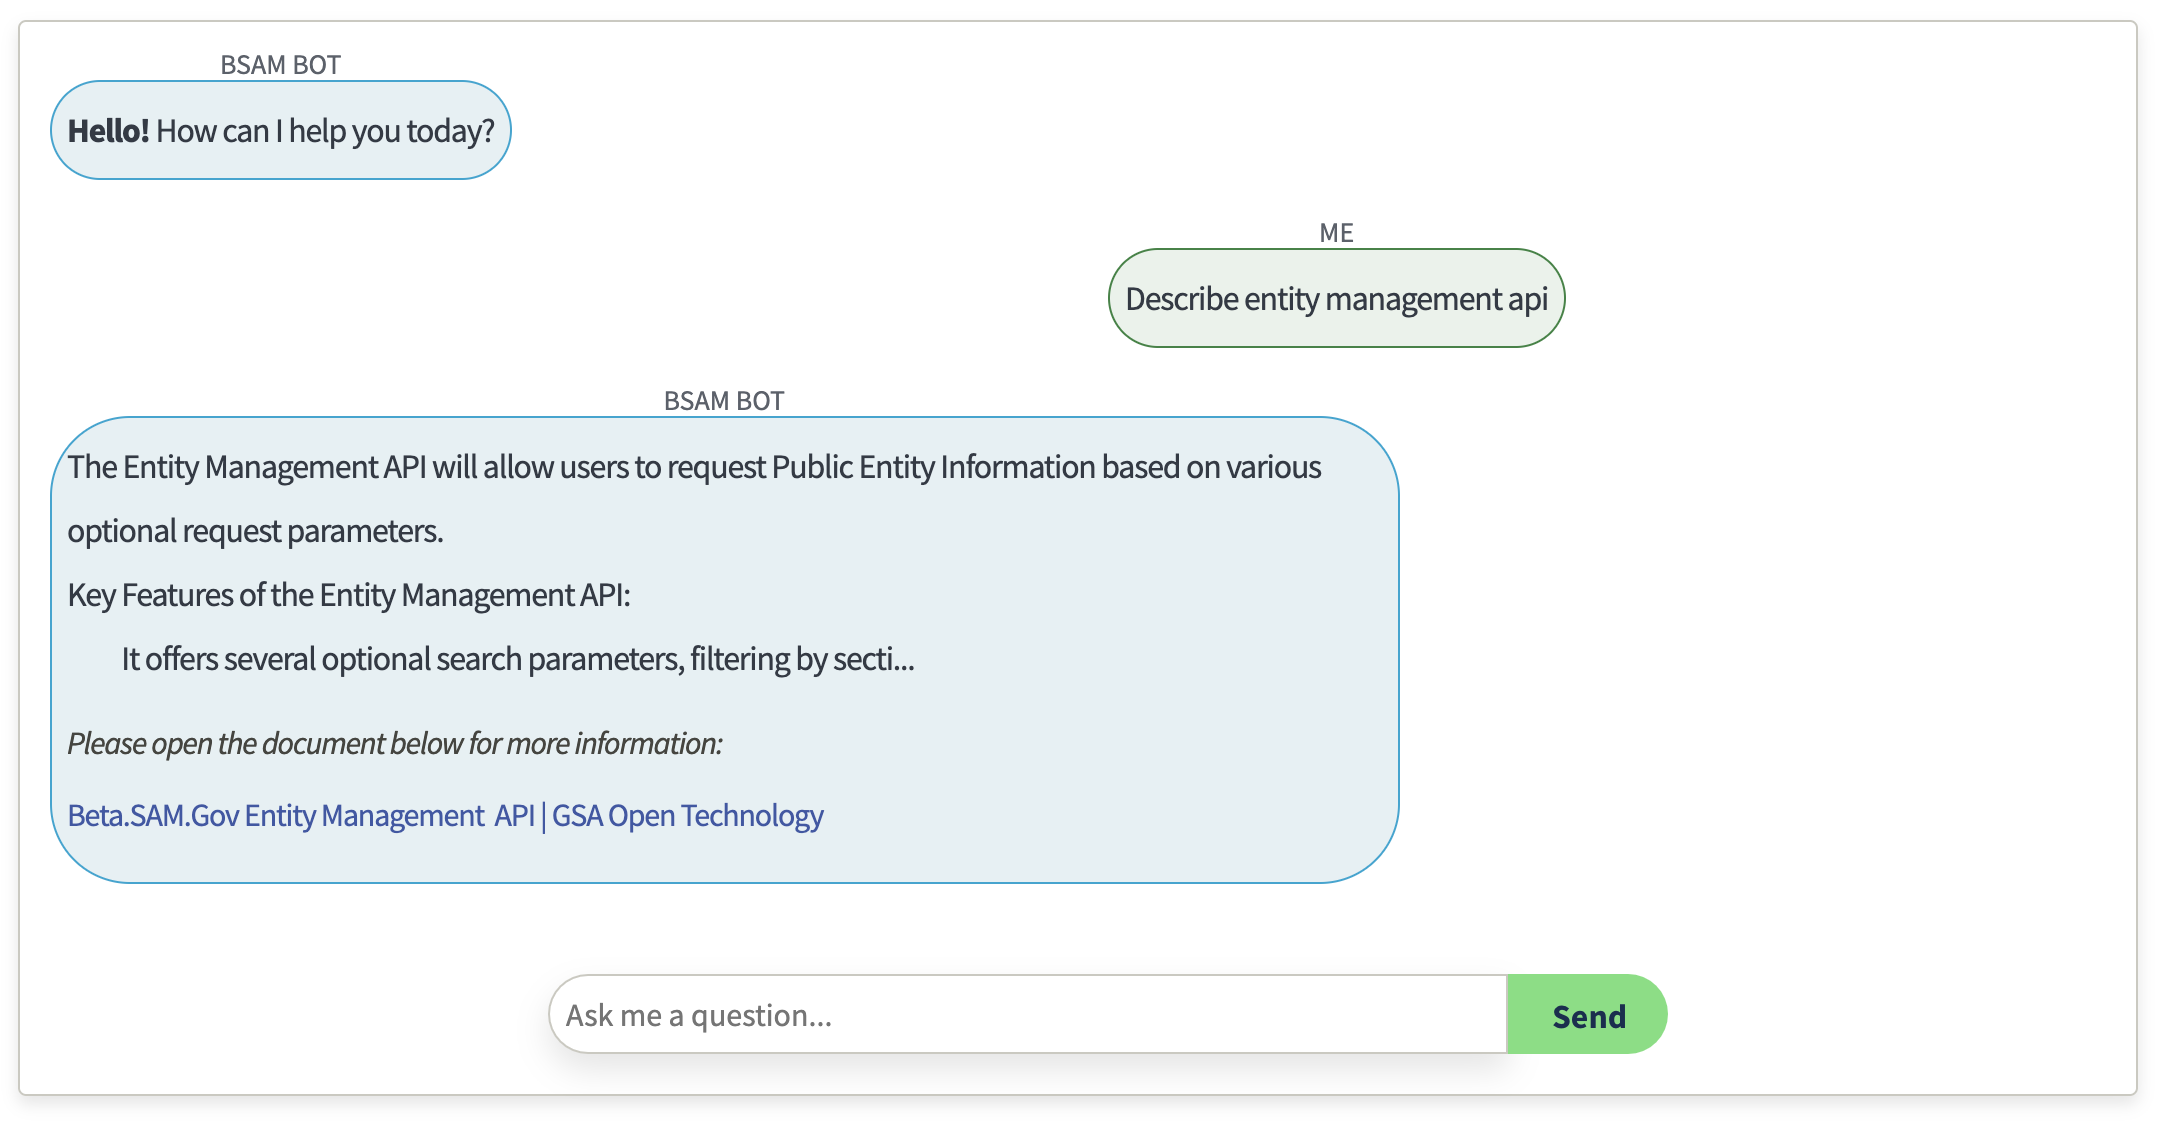 BSAM BOT
Hello! How can I help you today?
ME
Describe entity management api
BSAM BOT
The Entity Management API will allow users to request Public Entity Information based on various
optional request parameters.
Key Features of the Entity Management API:
It offers several optional search parameters, filtering by secti...
Please open the document below for more information:
Beta.SAM.Gov Entity Management API | GSA Open Technology
Ask me a question...
Send